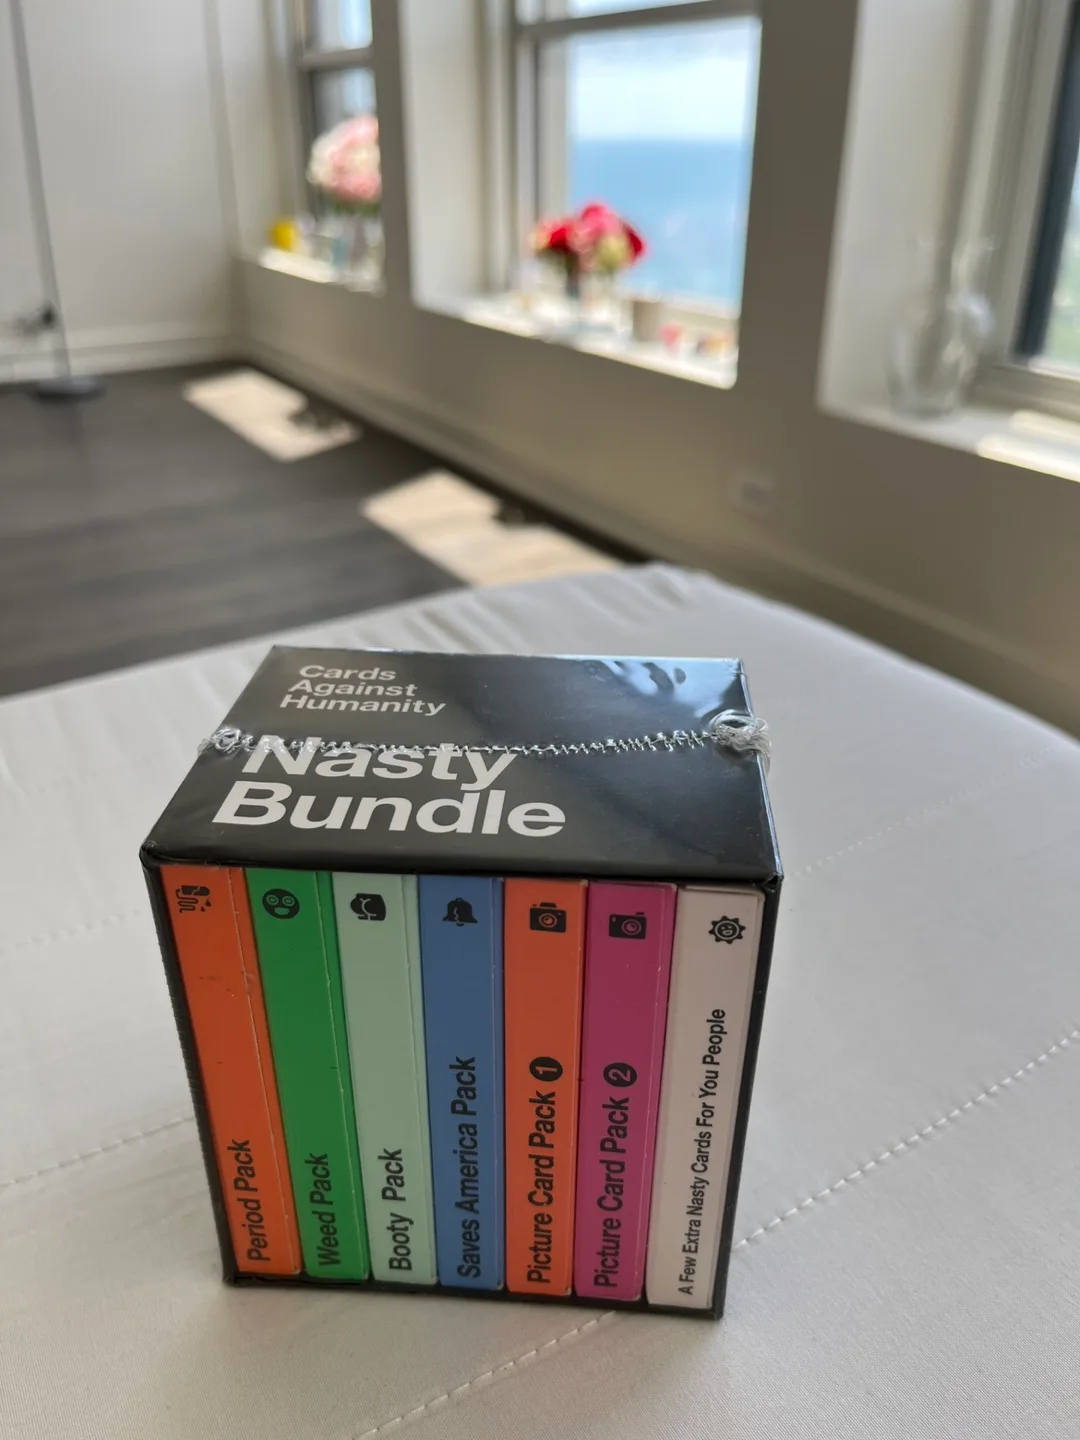 Cards
Against
Humanity
Nasty
Bundle
Period Pack
Weed Pack
Booty Pack
Saves America Pack
Picture Card Pack 1
Picture Card Pack 2
A Few Extra Nasty Cards For You People